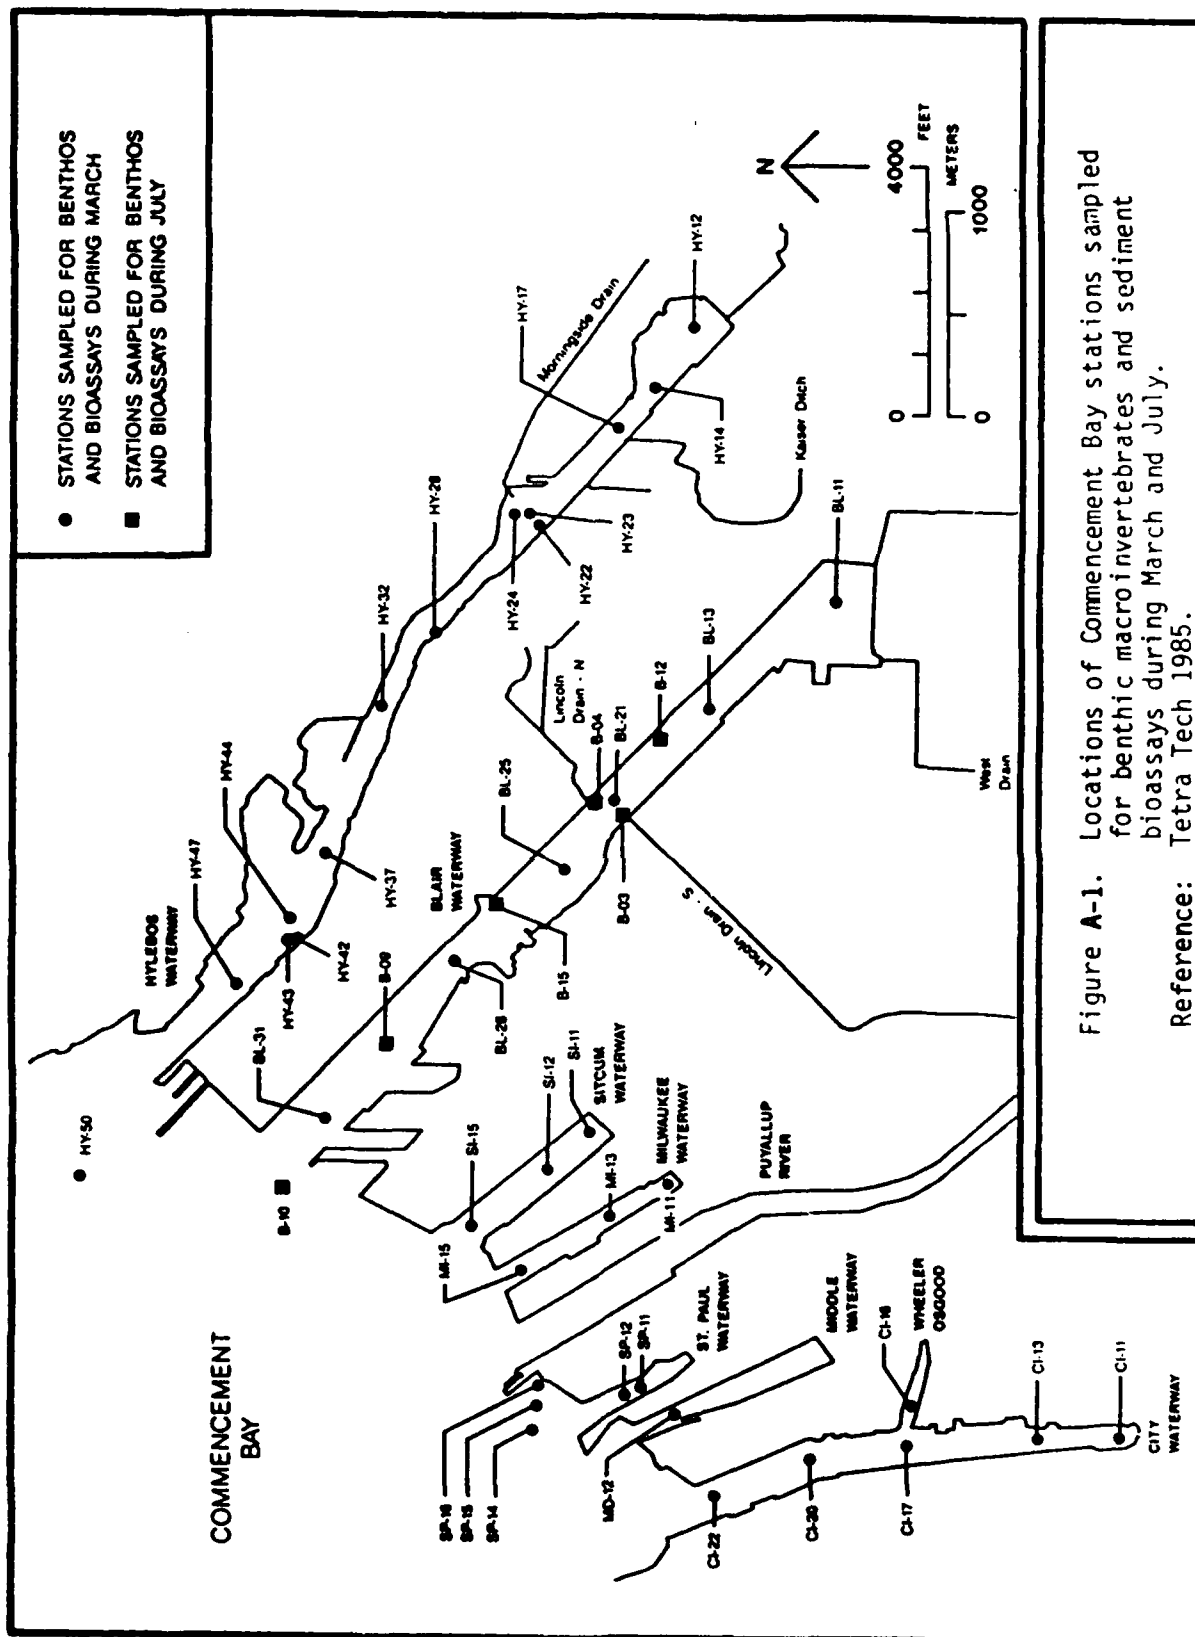 ● STATIONS SAMPLED FOR BENTHOS
AND BIOASSAYS DURING MARCH
■ STATIONS SAMPLED FOR BENTHOS
AND BIOASSAYS DURING JULY
COMMENCEMENT
BAY
HY-50
HYLEBOS
WATERWAY
HY-47
HY-44
HY-43
HY-42
HY-37
HY-32
HY-28
HY-24
HY-22
HY-23
HY-17
Morningside Drain
HY-14
HY-12
Kaiser Ditch
N
0
4000
FEET
0
1000
METERS
B-10
BL-31
B-09
BLAIR
WATERWAY
BL-28
B-15
BL-25
B-03
B-04
BL-21
Lincoln
Drain - N
Lincoln Drain - S
B-12
BL-13
BL-11
West
Drain
SI-15
SI-12
SI-11
SITCUM
WATERWAY
MI-15
MI-13
MI-11
MILWAUKEE
WATERWAY
PUYALLUP
RIVER
SP-16
SP-15
SP-14
SP-12
SP-11
ST. PAUL
WATERWAY
MD-12
MIDDLE
WATERWAY
CI-22
CI-20
CI-17
CI-16
WHEELER
OSGOOD
CI-13
CI-11
CITY
WATERWAY
Figure A-1. Locations of Commencement Bay stations sampled
for benthic macroinvertebrates and sediment
bioassays during March and July.
Reference: Tetra Tech 1985.